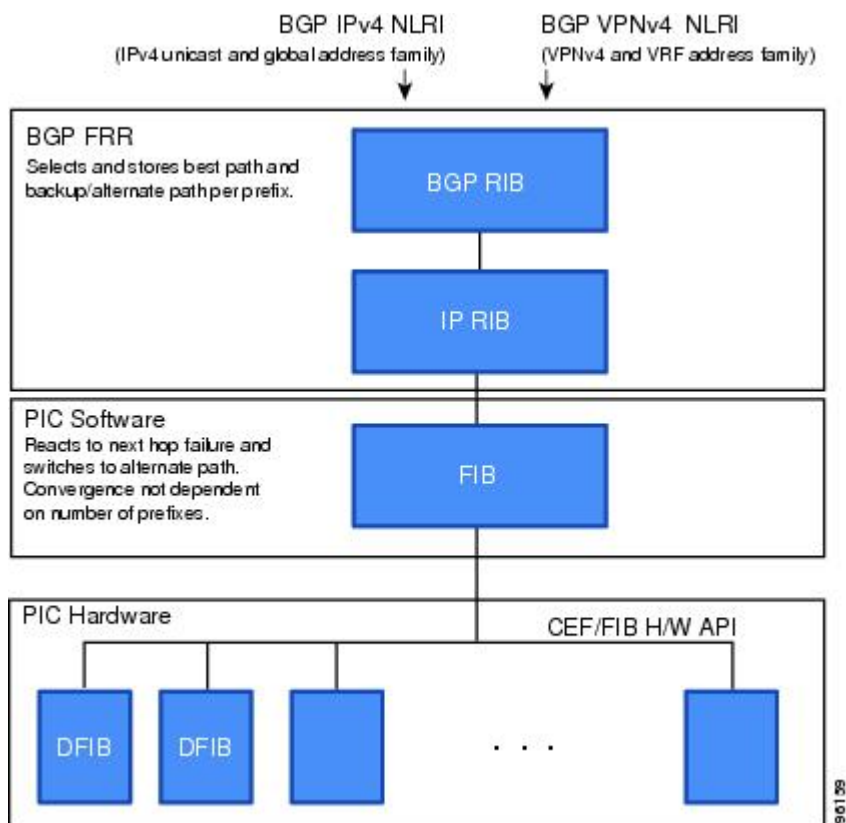 BGP IPv4 NLRI
(IPv4 unicast and global address family)
BGP VPNv4 NLRI
(VPNv4 and VRF address family)
BGP FRR
Selects and stores best path and
backup/alternate path per prefix.
BGP RIB
IP RIB
PIC Software
Reacts to next hop failure and
switches to alternate path.
Convergence not dependent
on number of prefixes.
FIB
PIC Hardware
CEF/FIB H/W API
DFIB
DFIB
. . .
96159